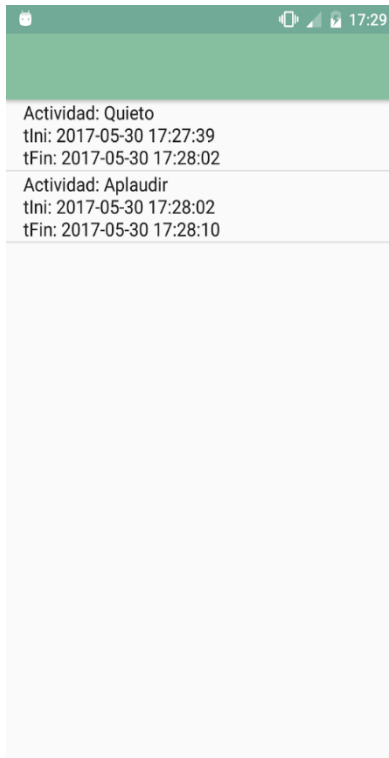 17:29
Actividad: Quieto
tIni: 2017-05-30 17:27:39
tFin: 2017-05-30 17:28:02
Actividad: Aplaudir
tIni: 2017-05-30 17:28:02
tFin: 2017-05-30 17:28:10